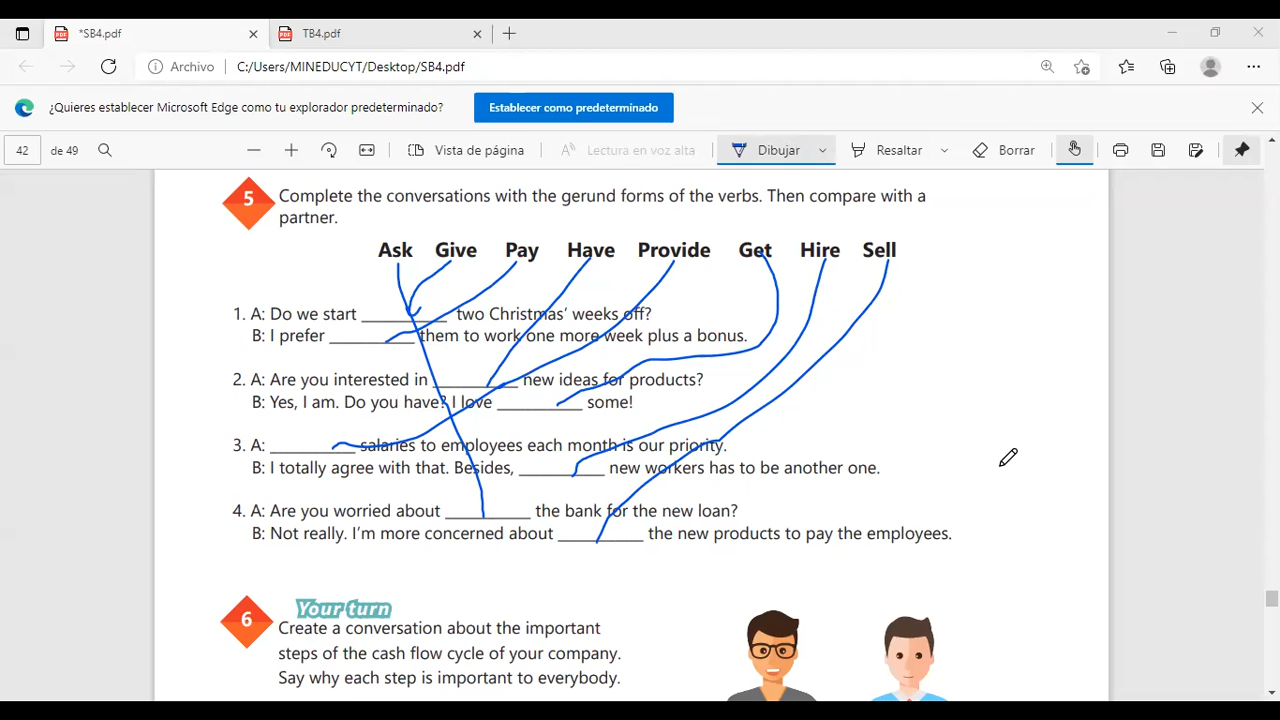 *SB4.pdf
TB4.pdf
Archivo C:/Users/MINEDUCYT/Desktop/SB4.pdf
¿Quieres establecer Microsoft Edge como tu explorador predeterminado? Establecer como predeterminado
42 de 49 Vista de página Lectura en voz alta Dibujar Resaltar Borrar
5 Complete the conversations with the gerund forms of the verbs. Then compare with a
partner.
Ask Give Pay Have Provide Get Hire Sell
1. A: Do we start _________ two Christmas’ weeks off?
B: I prefer _________ them to work one more week plus a bonus.
2. A: Are you interested in _________ new ideas for products?
B: Yes, I am. Do you have? I love _________ some!
3. A: _________ salaries to employees each month is our priority.
B: I totally agree with that. Besides, _________ new workers has to be another one.
4. A: Are you worried about _________ the bank for the new loan?
B: Not really. I’m more concerned about _________ the new products to pay the employees.
6 Your turn
Create a conversation about the important
steps of the cash flow cycle of your company.
Say why each step is important to everybody.